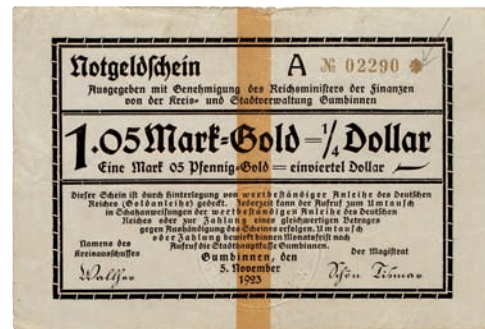 Notgeldschein A № 02290
Ausgegeben mit Genehmigung des Reichsministers der Finanzen
von der Kreis- und Stadtverwaltung Gumbinnen
1.05 Mark-Gold = 1/4 Dollar
Eine Mark 05 Pfennig-Gold = einviertel Dollar
Dieser Schein ist durch Hinterlegung von wertbeständiger Anleihe des Deutschen
Reiches (Goldanleihe) gedeckt. Jederzeit kann der Aufruf zum Umtausch
in Schahanweisungen der wertbeständigen Anleihe des Deutschen
Reiches oder zur Zahlung eines gleichwertigen Betrages
gegen Aushändigung des Scheines erfolgen. Umtausch
oder Zahlung bewirkt binnen Monatsfrist nach
Aufruf die Stadthauptkasse Gumbinnen.
Namens des
Kreisausschusses
Walther
Gumbinnen, den
5. November
1923
Der Magistrat
Schön Tismar